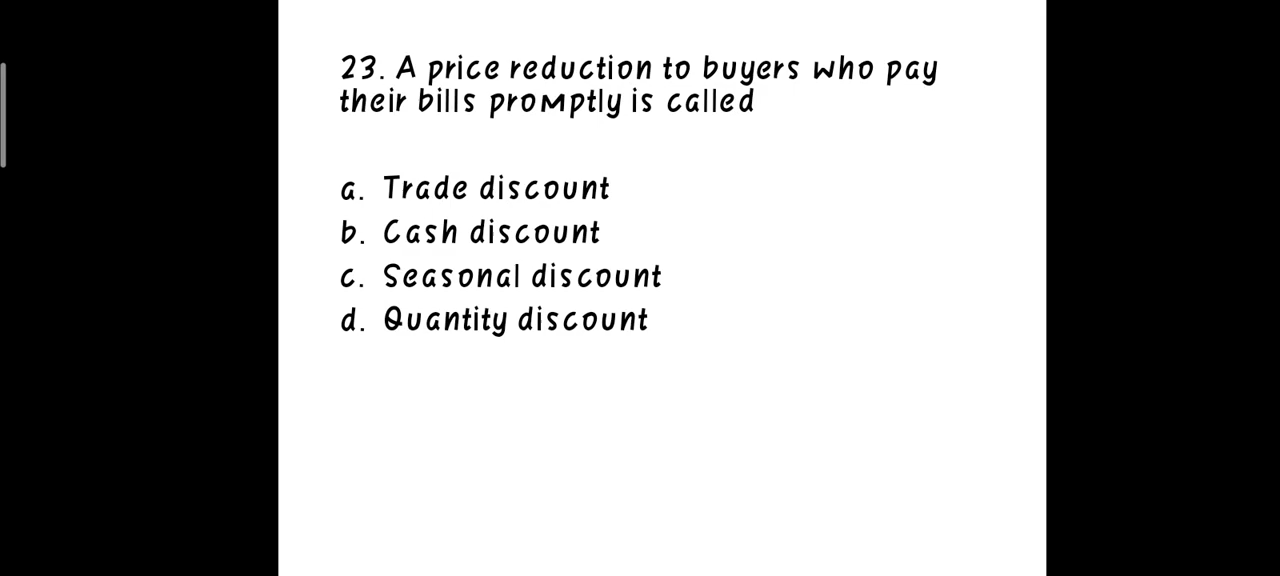 23. A price reduction to buyers who pay
their bills promptly is called
a. Trade discount
b. Cash discount
c. Seasonal discount
d. Quantity discount